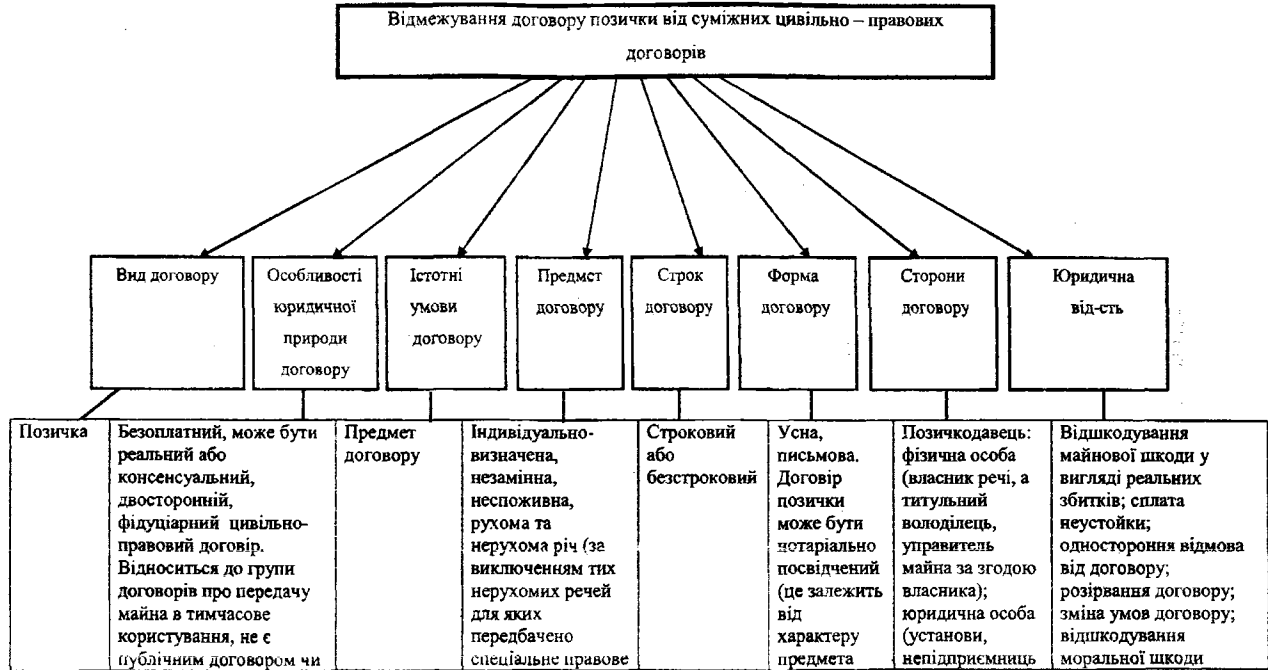 Відмежування договору позички від суміжних цивільно – правових
договорів
Вид договору
Особливості
юридичної
природи
договору
Істотні
умови
договору
Предмет
договору
Строк
договору
Форма
договору
Сторони
договору
Юридична
від-сть
Позичка
Безоплатний, може бути
реальний або
консенсуальний,
двосторонній,
фідуціарний цивільно-
правовий договір.
Відноситься до групи
договорів про передачу
майна в тимчасове
користування, не є
публічним договором чи
Предмет
договору
Індивідуально-
визначена,
незамінна,
неспоживна,
рухома та
нерухома річ (за
виключенням тих
нерухомих речей
для яких
передбачено
спеціальне правове
Строковий
або
безстроковий
Усна,
письмова.
Договір
позички
може бути
нотаріально
посвідчений
(це залежить
від
характеру
предмета
Позичкодавець:
фізична особа
(власник речі, а
титульний
володілець,
управитель
майна за згодою
власника);
юридична особа
(установи,
непідприємниць
Відшкодування
майнової шкоди у
вигляді реальних
збитків; сплата
неустойки;
одностороння відмова
від договору;
розірвання договору;
зміна умов договору;
відшкодування
моральної шкоди